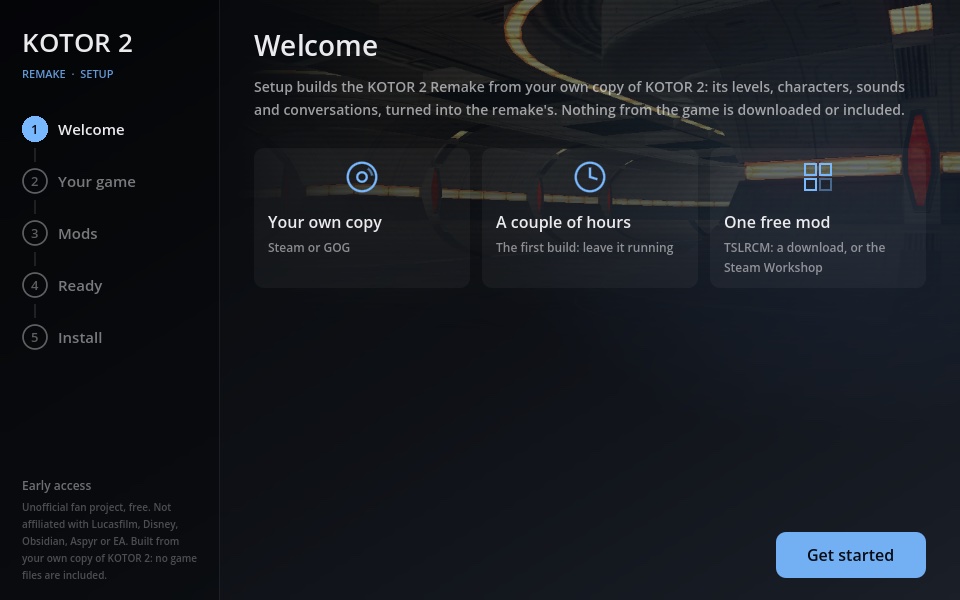 KOTOR 2
REMAKE · SETUP
1 Welcome
2 Your game
3 Mods
4 Ready
5 Install
Early access
Unofficial fan project, free. Not
affiliated with Lucasfilm, Disney,
Obsidian, Aspyr or EA. Built from
your own copy of KOTOR 2: no game
files are included.
Welcome
Setup builds the KOTOR 2 Remake from your own copy of KOTOR 2: its levels, characters, sounds
and conversations, turned into the remake's. Nothing from the game is downloaded or included.
Your own copy
Steam or GOG
A couple of hours
The first build: leave it running
One free mod
TSLRCM: a download, or the
Steam Workshop
Get started